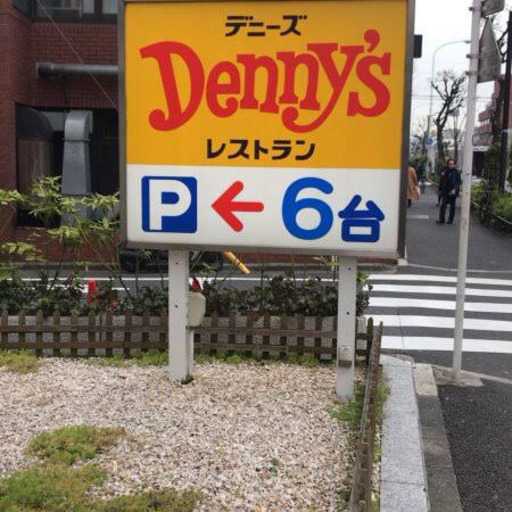 デニーズ
Denny's
レストラン
P ← 6台